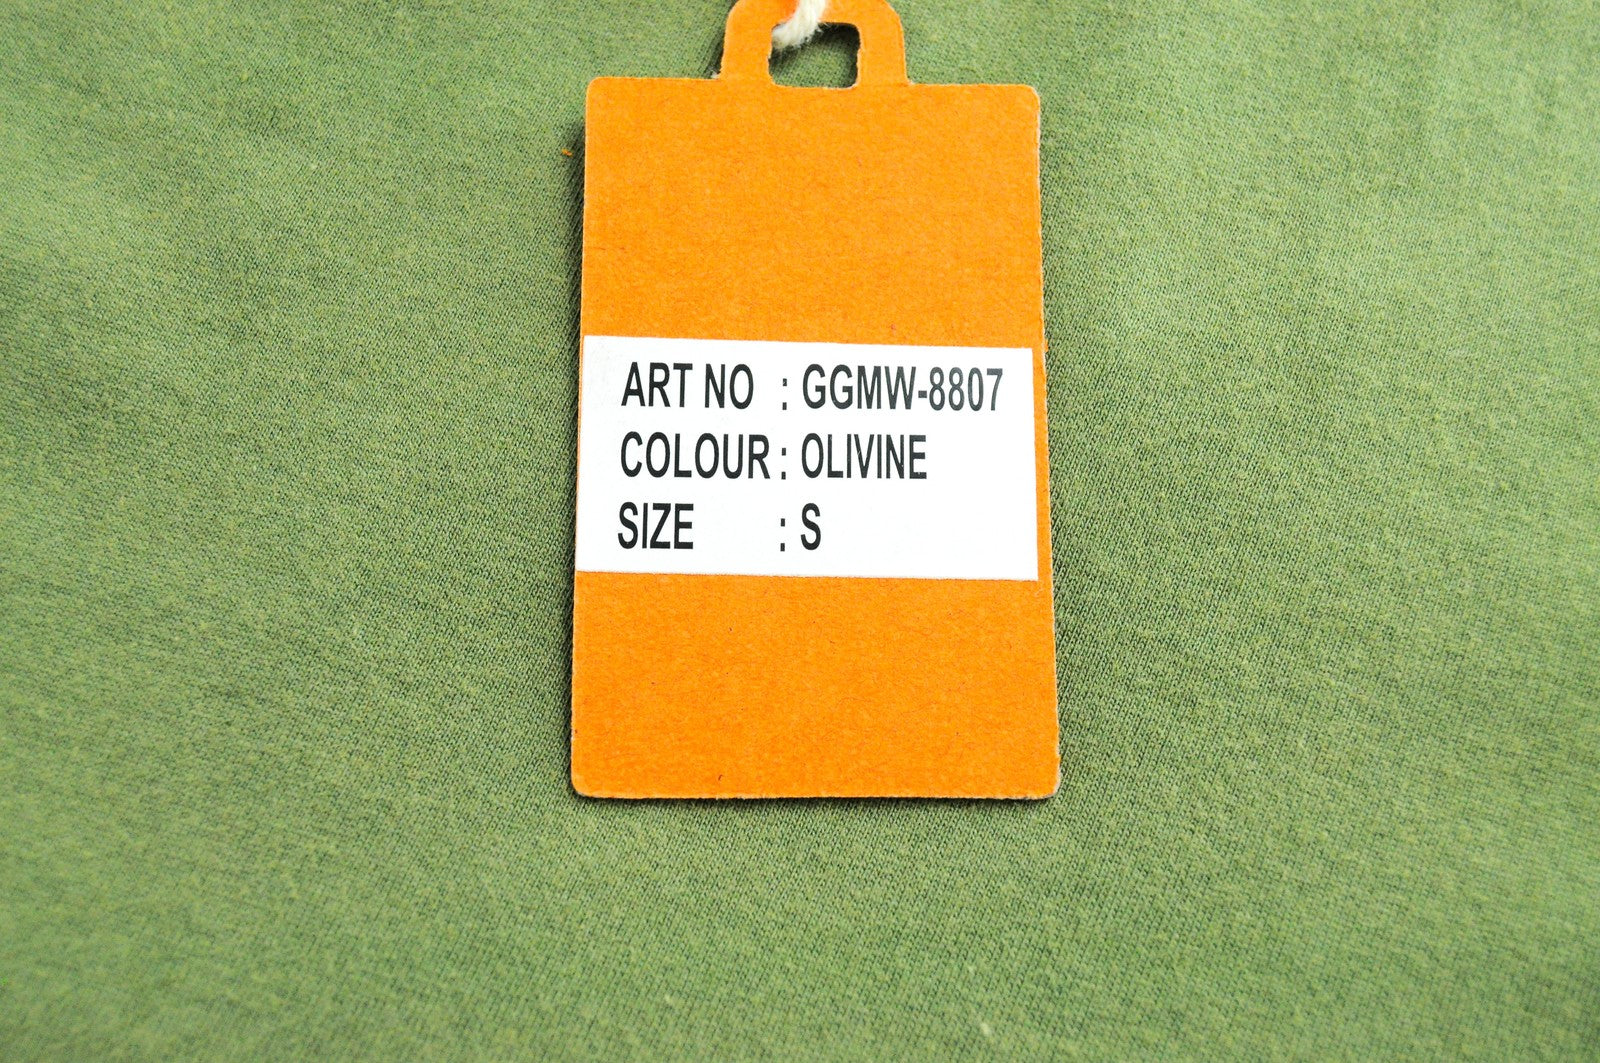 ART NO : GGMW-8807
COLOUR : OLIVINE
SIZE : S